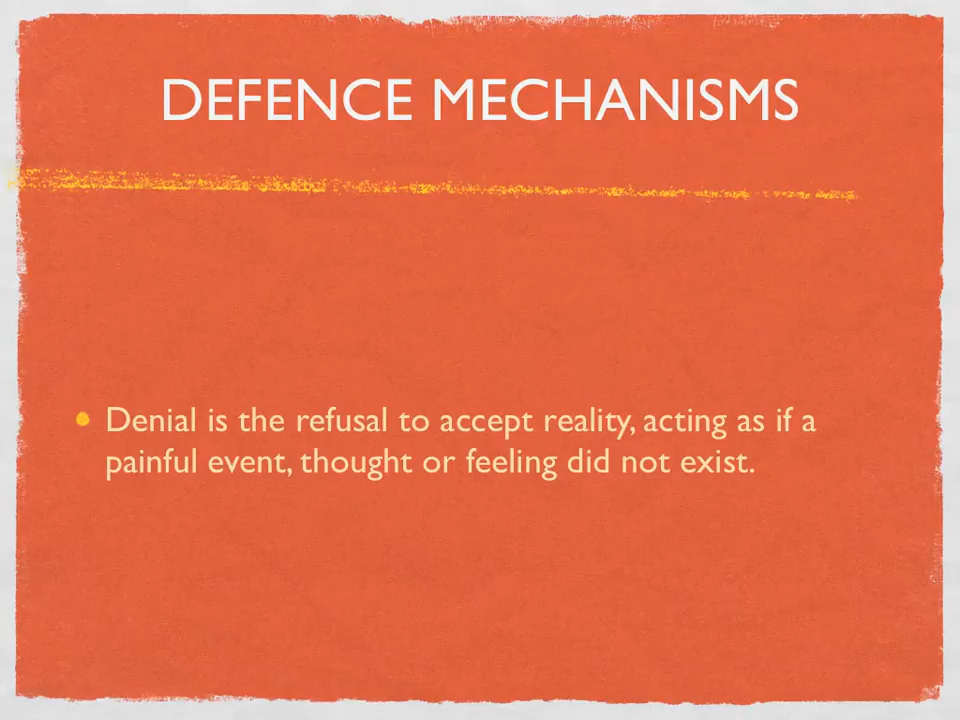 DEFENCE MECHANISMS
Denial is the refusal to accept reality, acting as if a
painful event, thought or feeling did not exist.